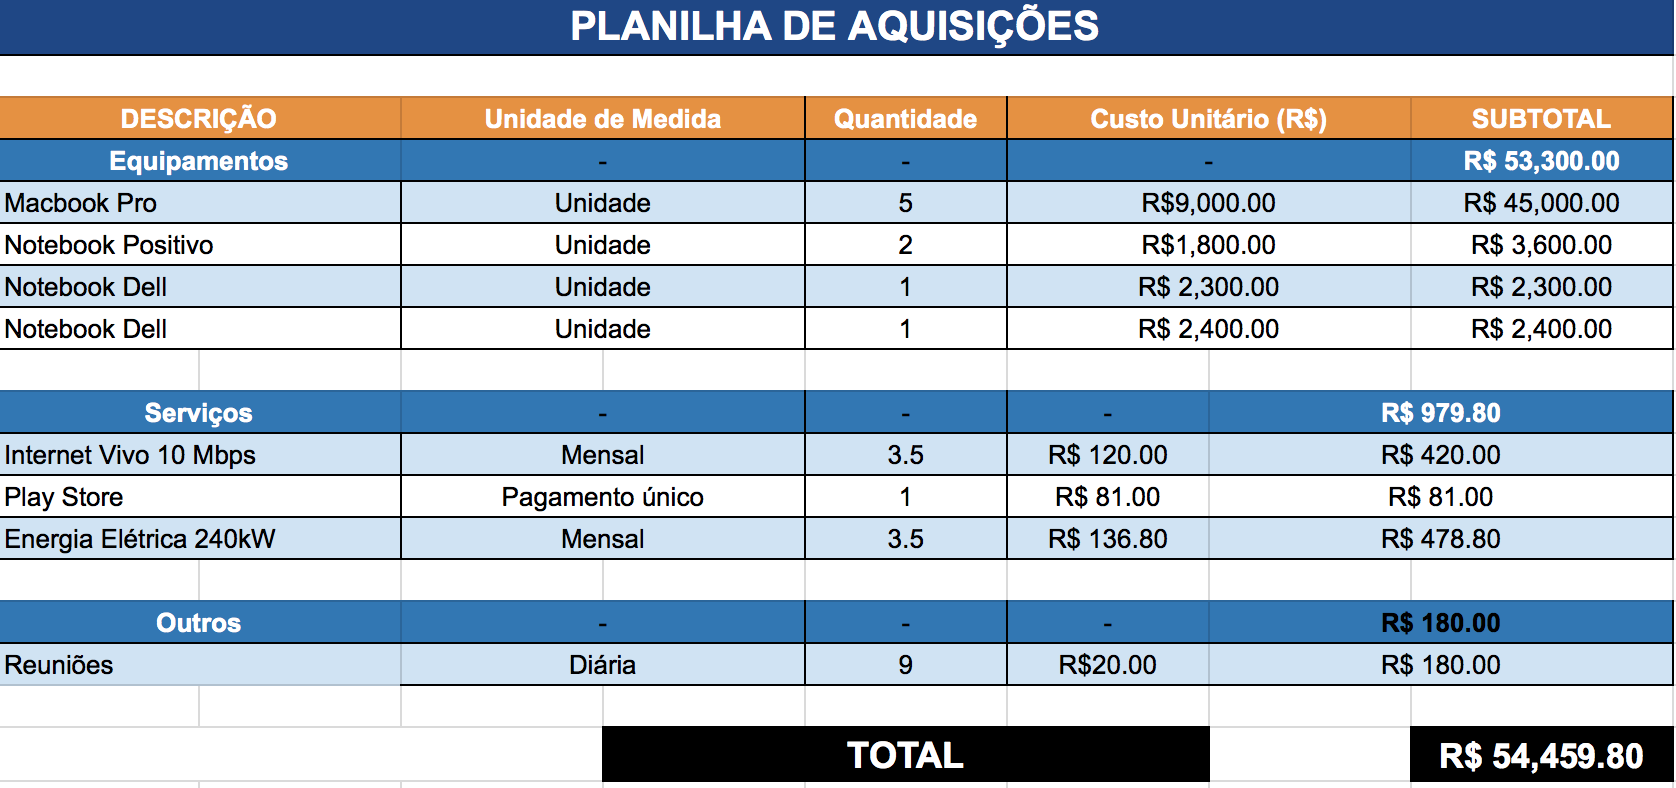 PLANILHA DE AQUISIÇÕES
DESCRIÇÃO Unidade de Medida Quantidade Custo Unitário (R$) SUBTOTAL
Equipamentos - - - R$ 53,300.00
Macbook Pro Unidade 5 R$9,000.00 R$ 45,000.00
Notebook Positivo Unidade 2 R$1,800.00 R$ 3,600.00
Notebook Dell Unidade 1 R$ 2,300.00 R$ 2,300.00
Notebook Dell Unidade 1 R$ 2,400.00 R$ 2,400.00
Serviços - - - R$ 979.80
Internet Vivo 10 Mbps Mensal 3.5 R$ 120.00 R$ 420.00
Play Store Pagamento único 1 R$ 81.00 R$ 81.00
Energia Elétrica 240kW Mensal 3.5 R$ 136.80 R$ 478.80
Outros - - - R$ 180.00
Reuniões Diária 9 R$20.00 R$ 180.00
TOTAL R$ 54,459.80